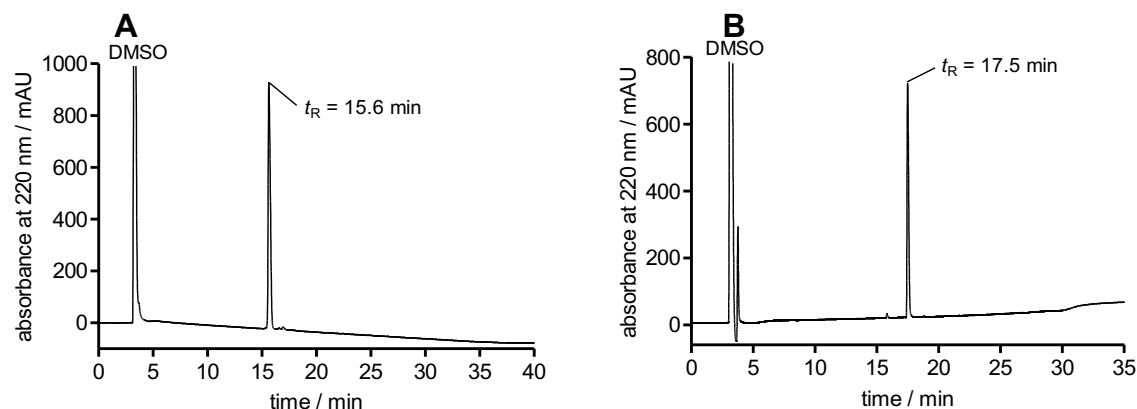 A
DMSO
1000
800
600
400
200
0
absorbance at 220 nm / mAU
tR = 15.6 min
0 5 10 15 20 25 30 35 40
time / min
B
DMSO
800
600
400
200
0
absorbance at 220 nm / mAU
tR = 17.5 min
0 5 10 15 20 25 30 35
time / min